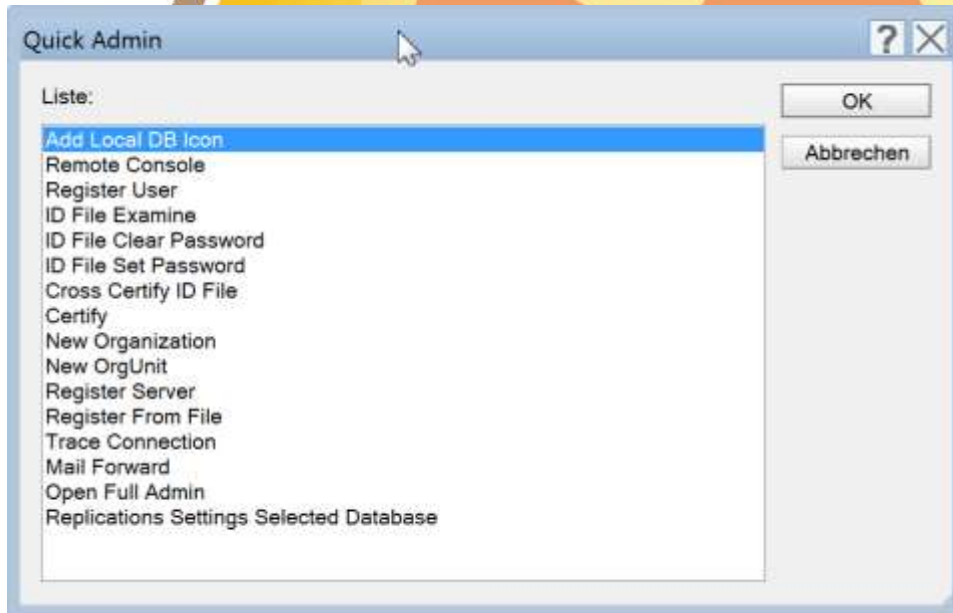 Quick Admin
Liste:
OK
Abbrechen
Add Local DB Icon
Remote Console
Register User
ID File Examine
ID File Clear Password
ID File Set Password
Cross Certify ID File
Certify
New Organization
New OrgUnit
Register Server
Register From File
Trace Connection
Mail Forward
Open Full Admin
Replications Settings Selected Database